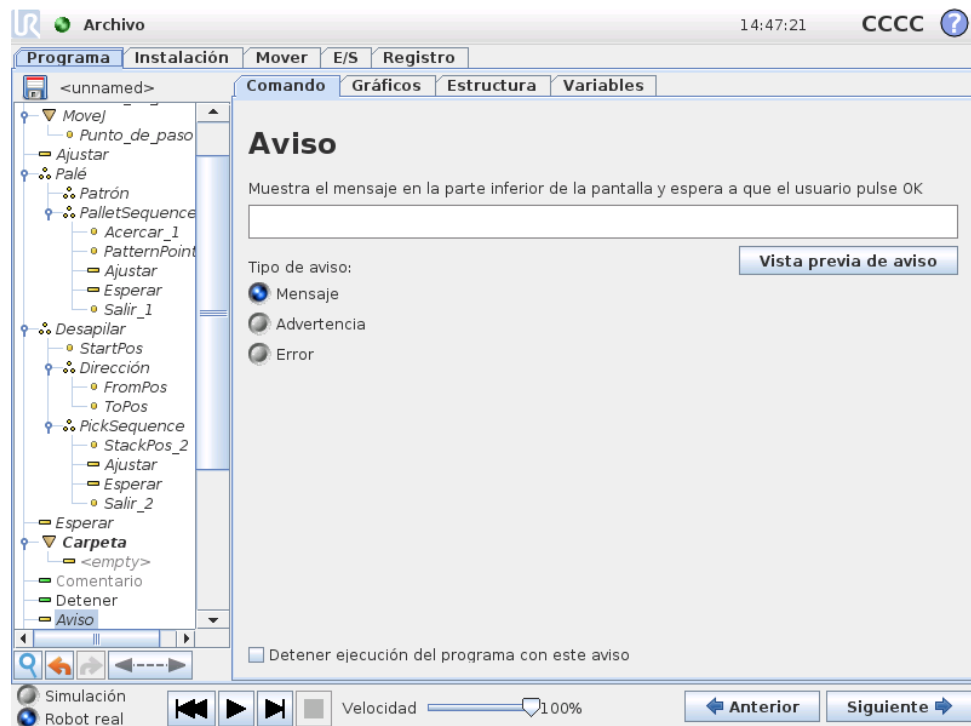 UR Archivo 14:47:21 CCCC ?
Programa Instalación Mover E/S Registro
<unnamed>
Comando Gráficos Estructura Variables
MoveJ
Punto_de_paso
Ajustar
Palé
Patrón
PalletSequence
Acercar_1
PatternPoint
Ajustar
Esperar
Salir_1
Desapilar
StartPos
Dirección
FromPos
ToPos
PickSequence
StackPos_2
Ajustar
Esperar
Salir_2
Esperar
Carpeta
<empty>
Comentario
Detener
Aviso
Aviso
Muestra el mensaje en la parte inferior de la pantalla y espera a que el usuario pulse OK
Vista previa de aviso
Tipo de aviso:
Mensaje
Advertencia
Error
Detener ejecución del programa con este aviso
Simulación
Robot real
Velocidad 100%
Anterior Siguiente